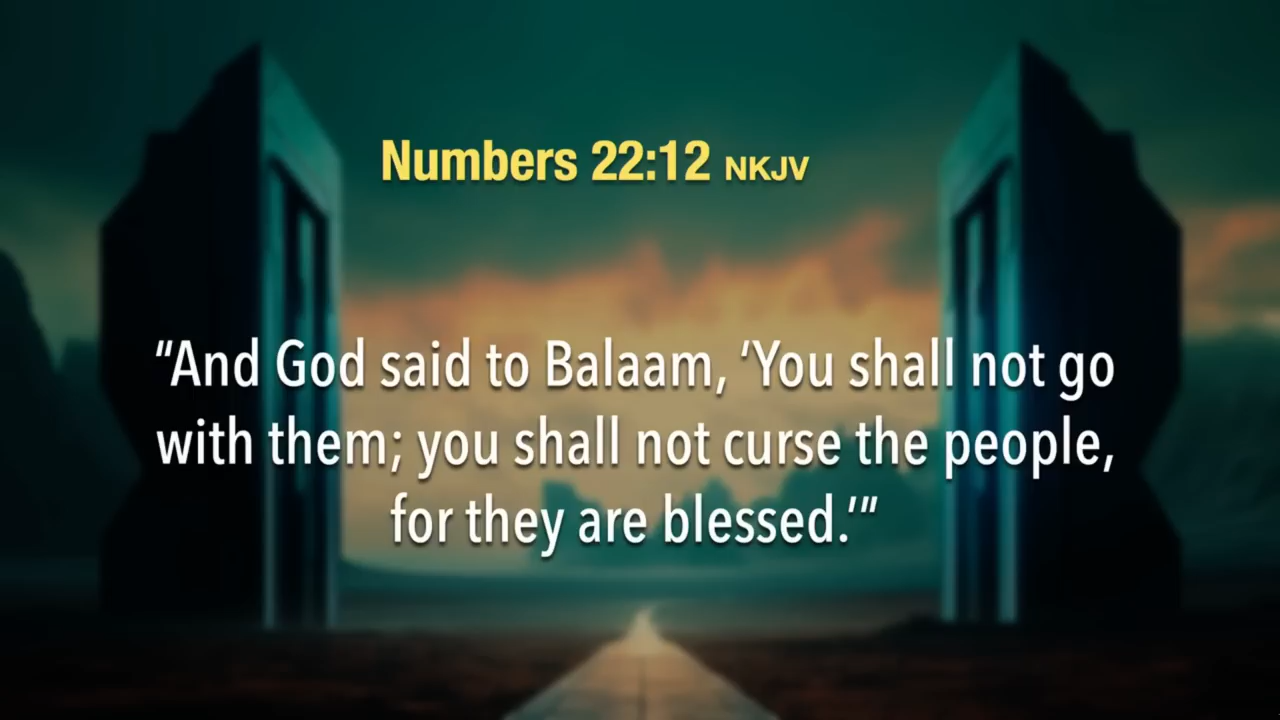 Numbers 22:12 NKJV
“And God said to Balaam, ‘You shall not go
with them; you shall not curse the people,
for they are blessed.’”